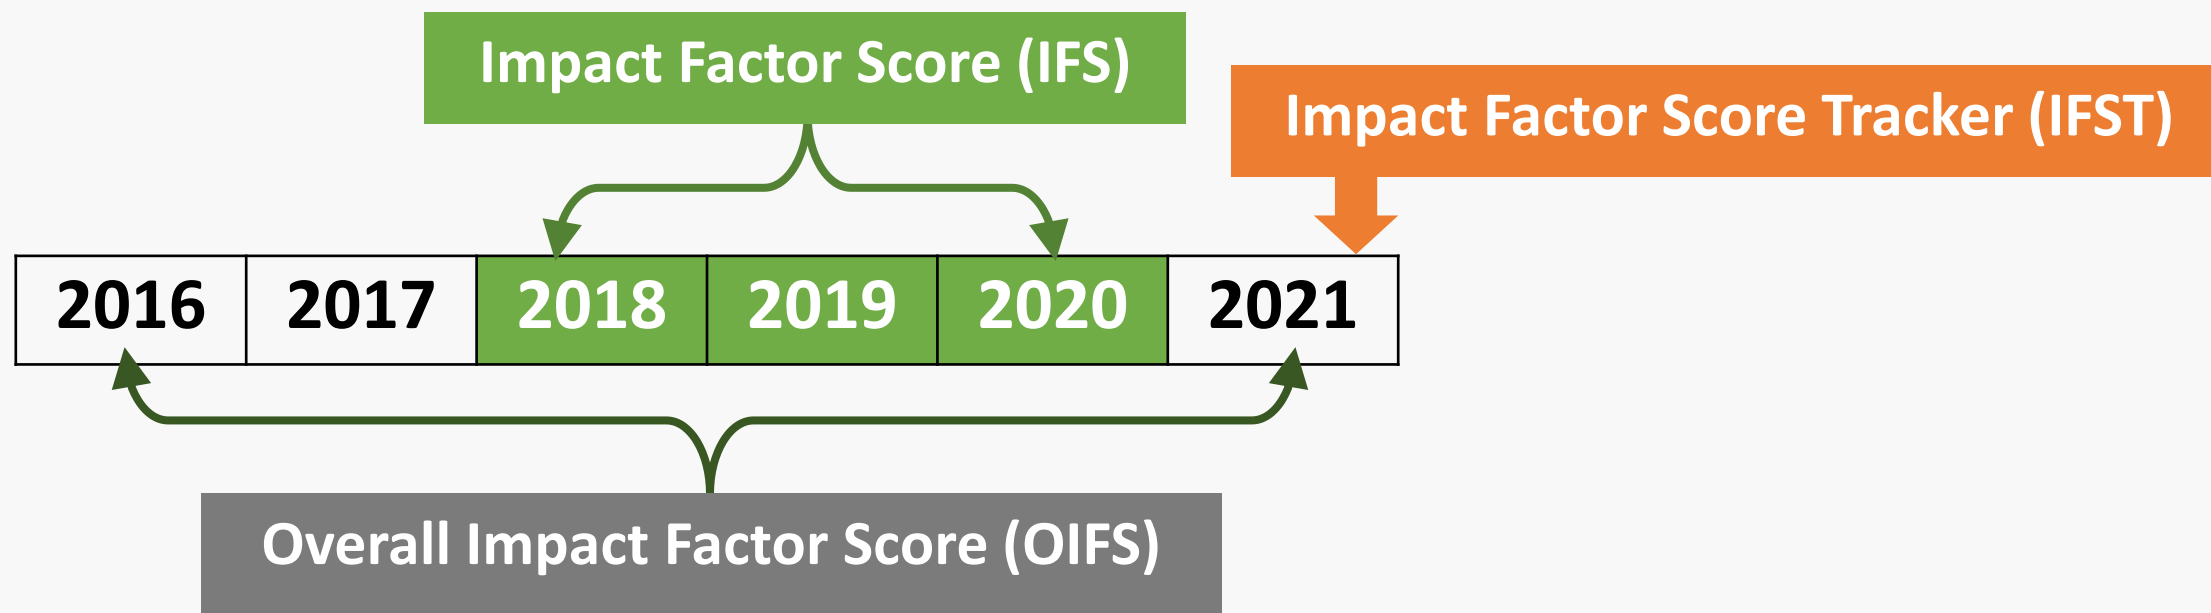 Impact Factor Score (IFS)
Impact Factor Score Tracker (IFST)
2016 2017 2018 2019 2020 2021
Overall Impact Factor Score (OIFS)